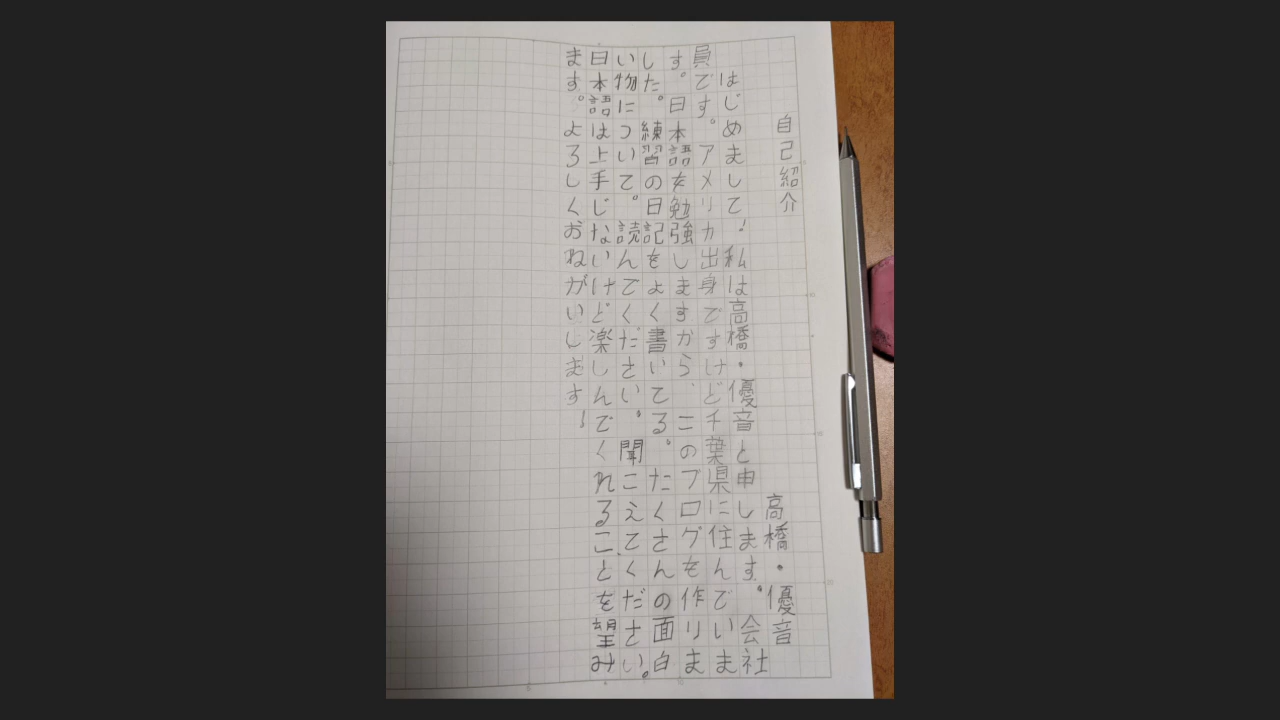 自己紹介
高橋・優音
はじめまして！私は高橋・優音と申します。会社
員です。アメリカ出身ですけど千葉県に住んでいま
す。日本語を勉強しますから、このブログを作りま
した。練習の日記をよく書いてる。たくさんの面白
い物について。読んでください。聞こえてください。
日本語は上手じないけど楽しんでくれることを望み
ます。よろしくおねがいします！